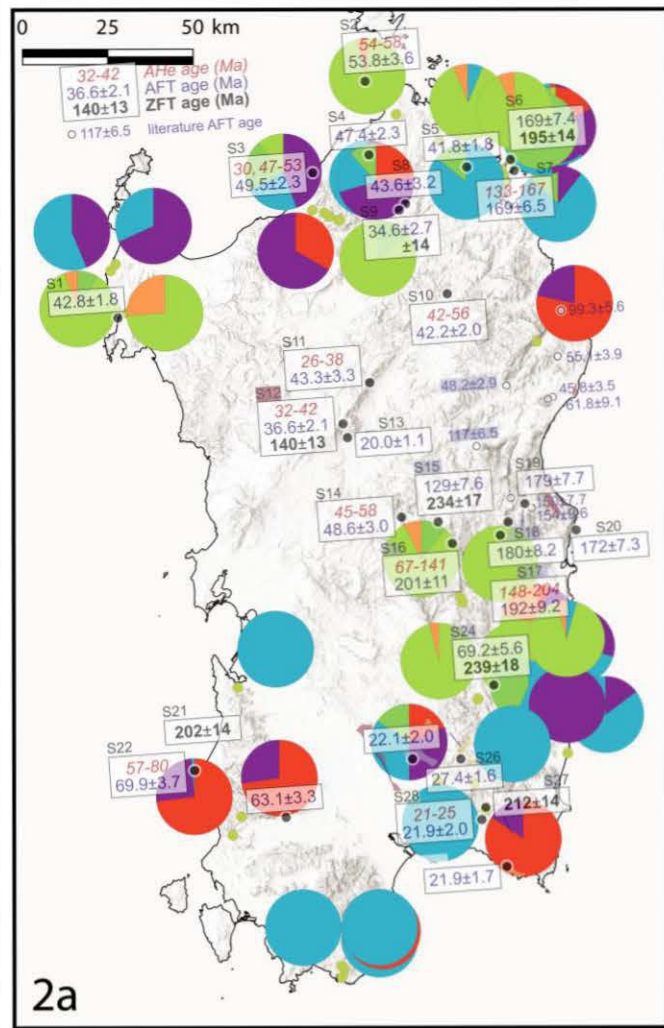 0 25 50 km
32-42 AHe age (Ma)
36.6±2.1 AFT age (Ma)
140±13 ZFT age (Ma)
117±6.5 literature AFT age
S2
54-58
53.8±3.6
S4
47.4±2.3
S3
30, 47-53
49.5±2.3
S8
43.6±3.2
S9
34.6±2.7
±14
S5
41.8±1.8
S6
169±7.4
195±14
S7
133-167
169±6.5
S1
42.8±1.8
S10
42-56
42.2±2.0
99.3±5.6
55.1±3.9
48.2±2.9
45.8±3.5
61.8±9.1
S11
26-38
43.3±3.3
S12
32-42
36.6±2.1
140±13
S13
20.0±1.1
117±6.5
S15
129±7.6
234±17
S19
179±7.7
S14
45-58
48.6±3.0
S16
67-141
201±11
S18
180±8.2
S20
172±7.3
S17
148-204
192±9.2
S24
69.2±5.6
239±18
S21
202±14
S22
57-80
69.9±3.7
63.1±3.3
22.1±2.0
S26
27.4±1.6
S28
21-25
21.9±2.0
S27
212±14
21.9±1.7
2a